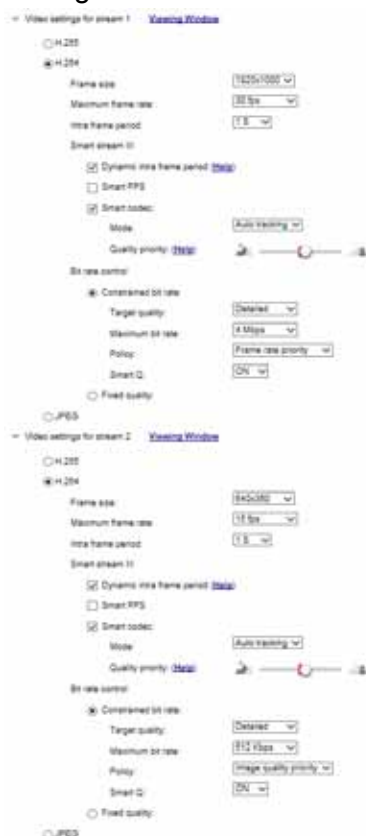 Video settings for stream 1 Viewing Window
H.265
H.264
Frame size: 1920x1080
Maximum frame rate: 30 fps
Intra frame period: 1 S
Smart stream III:
Dynamic intra frame period (Help)
Smart FPS
Smart codec:
Mode: Auto tracking
Quality priority: (Help)
Bit rate control:
Constrained bit rate:
Target quality: Detailed
Maximum bit rate: 4 Mbps
Policy: Frame rate priority
Smart Q: ON
Fixed quality:
JPEG
Video settings for stream 2 Viewing Window
H.265
H.264
Frame size: 640x360
Maximum frame rate: 15 fps
Intra frame period: 1 S
Smart stream III:
Dynamic intra frame period (Help)
Smart FPS
Smart codec:
Mode: Auto tracking
Quality priority: (Help)
Bit rate control:
Constrained bit rate:
Target quality: Detailed
Maximum bit rate: 512 Kbps
Policy: Image quality priority
Smart Q: ON
Fixed quality:
JPEG